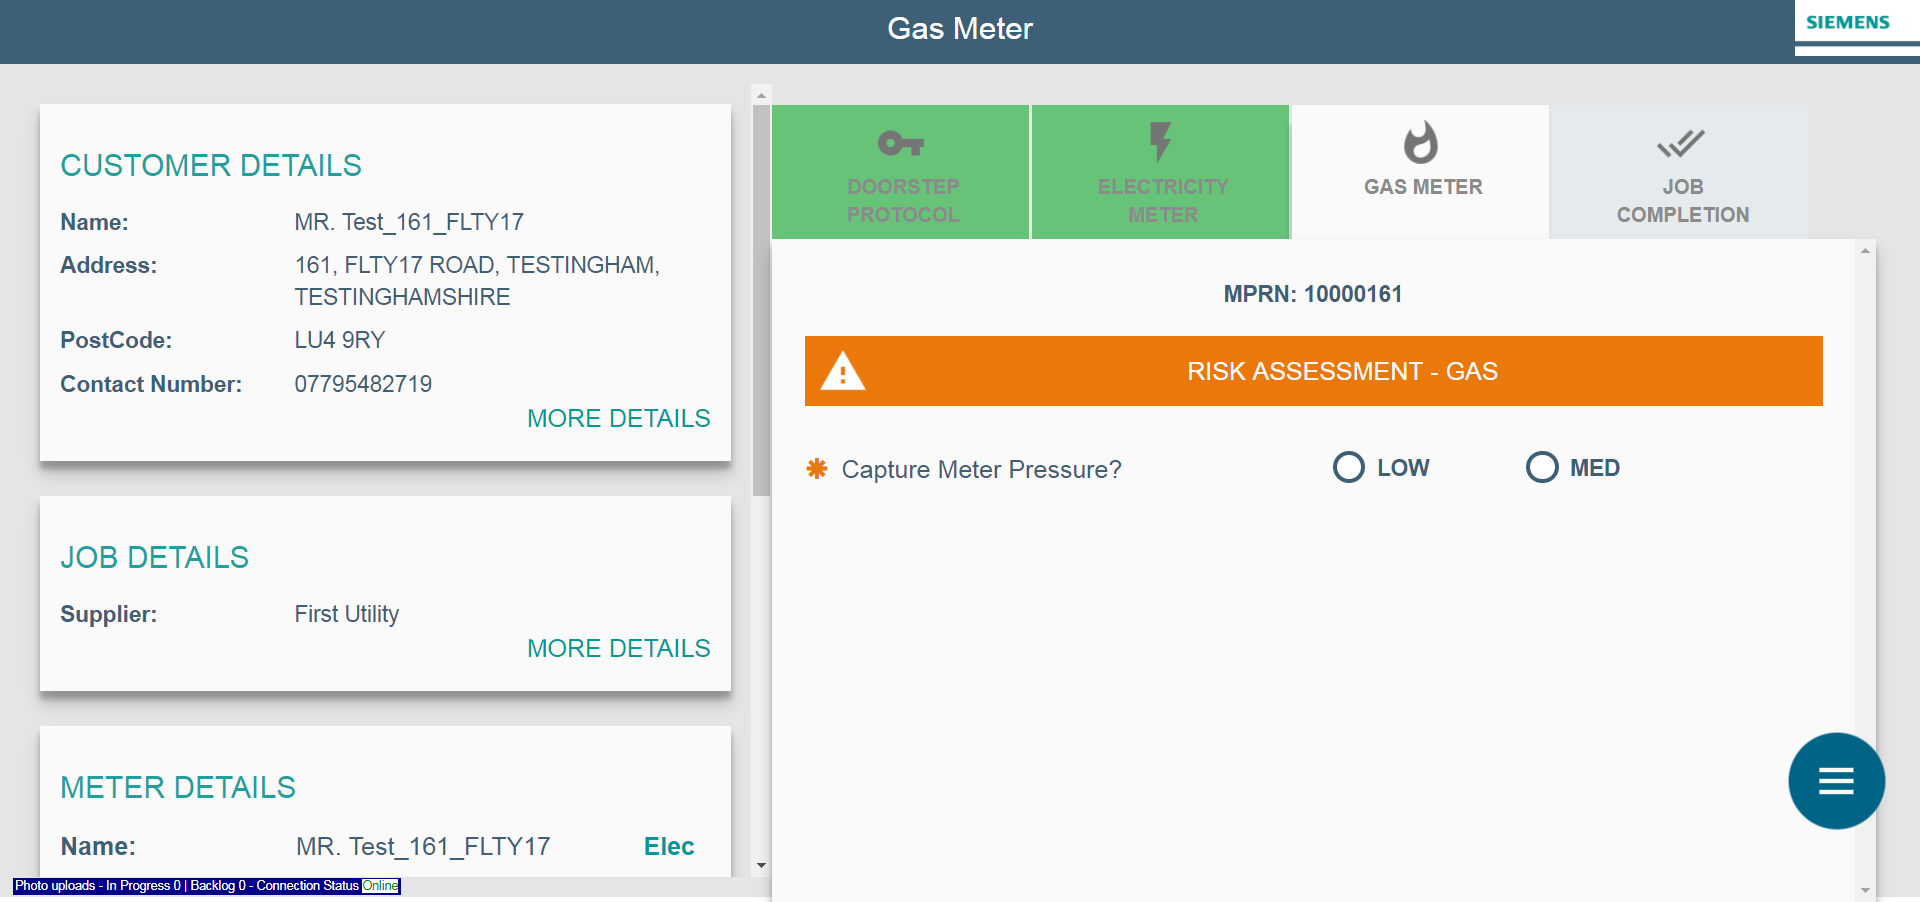 Gas Meter
SIEMENS
CUSTOMER DETAILS
Name: MR. Test_161_FLTY17
Address: 161, FLTY17 ROAD, TESTINGHAM,
TESTINGHAMSHIRE
PostCode: LU4 9RY
Contact Number: 07795482719
MORE DETAILS
JOB DETAILS
Supplier: First Utility
MORE DETAILS
METER DETAILS
Name: MR. Test_161_FLTY17 Elec
Photo uploads - In Progress 0 | Backlog 0 - Connection Status Online
DOORSTEP
PROTOCOL
ELECTRICITY
METER
GAS METER
JOB
COMPLETION
MPRN: 10000161
RISK ASSESSMENT - GAS
✱ Capture Meter Pressure? LOW MED